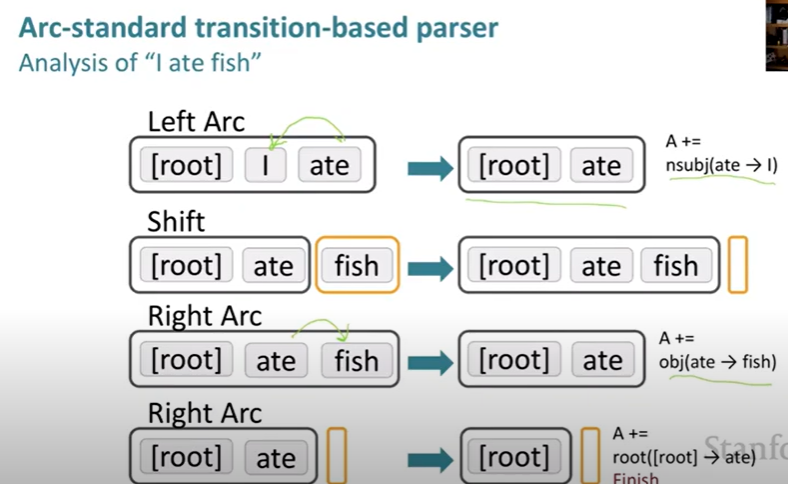 Arc-standard transition-based parser
Analysis of “I ate fish”
Left Arc
[root] I ate [root] ate
A +=
nsubj(ate → I)
Shift
[root] ate fish [root] ate fish
Right Arc
[root] ate fish [root] ate
A +=
obj(ate → fish)
Right Arc
[root] ate [root]
A +=
root([root] → ate)
Finish